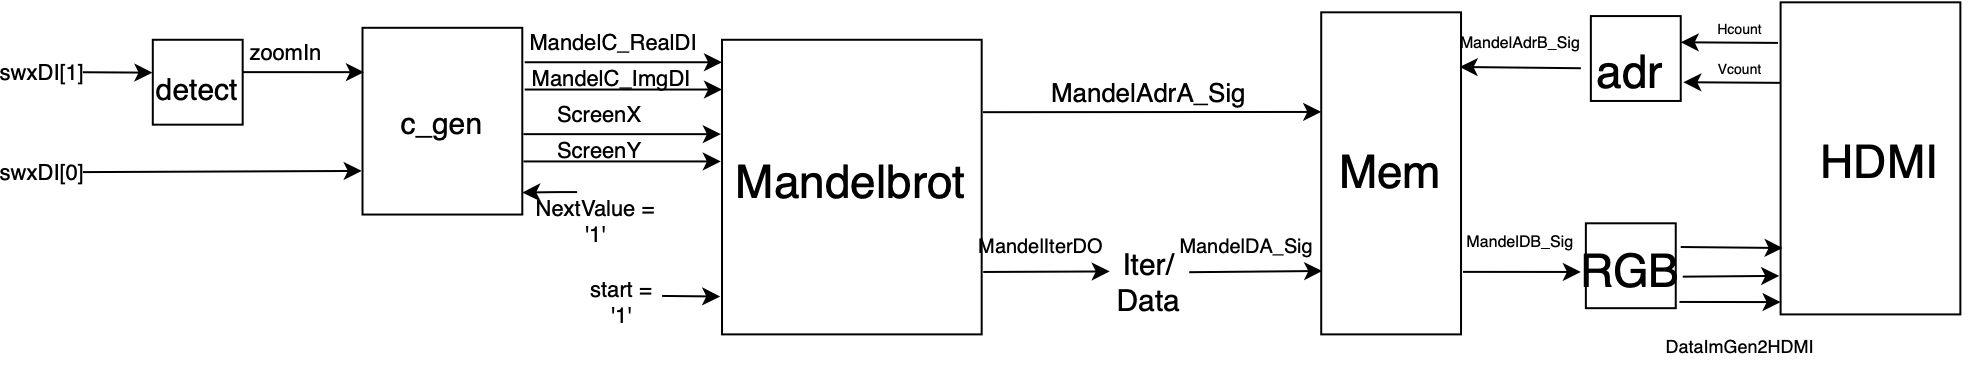 swxDI[1]
detect
zoomIn
swxDI[0]
c_gen
MandelC_RealDI
MandelC_ImgDI
ScreenX
ScreenY
NextValue =
'1'
start =
'1'
Mandelbrot
MandelAdrA_Sig
MandelIterDO
Iter/
Data
MandelDA_Sig
Mem
MandelAdrB_Sig
adr
Hcount
Vcount
MandelDB_Sig
RGB
HDMI
DataImGen2HDMI